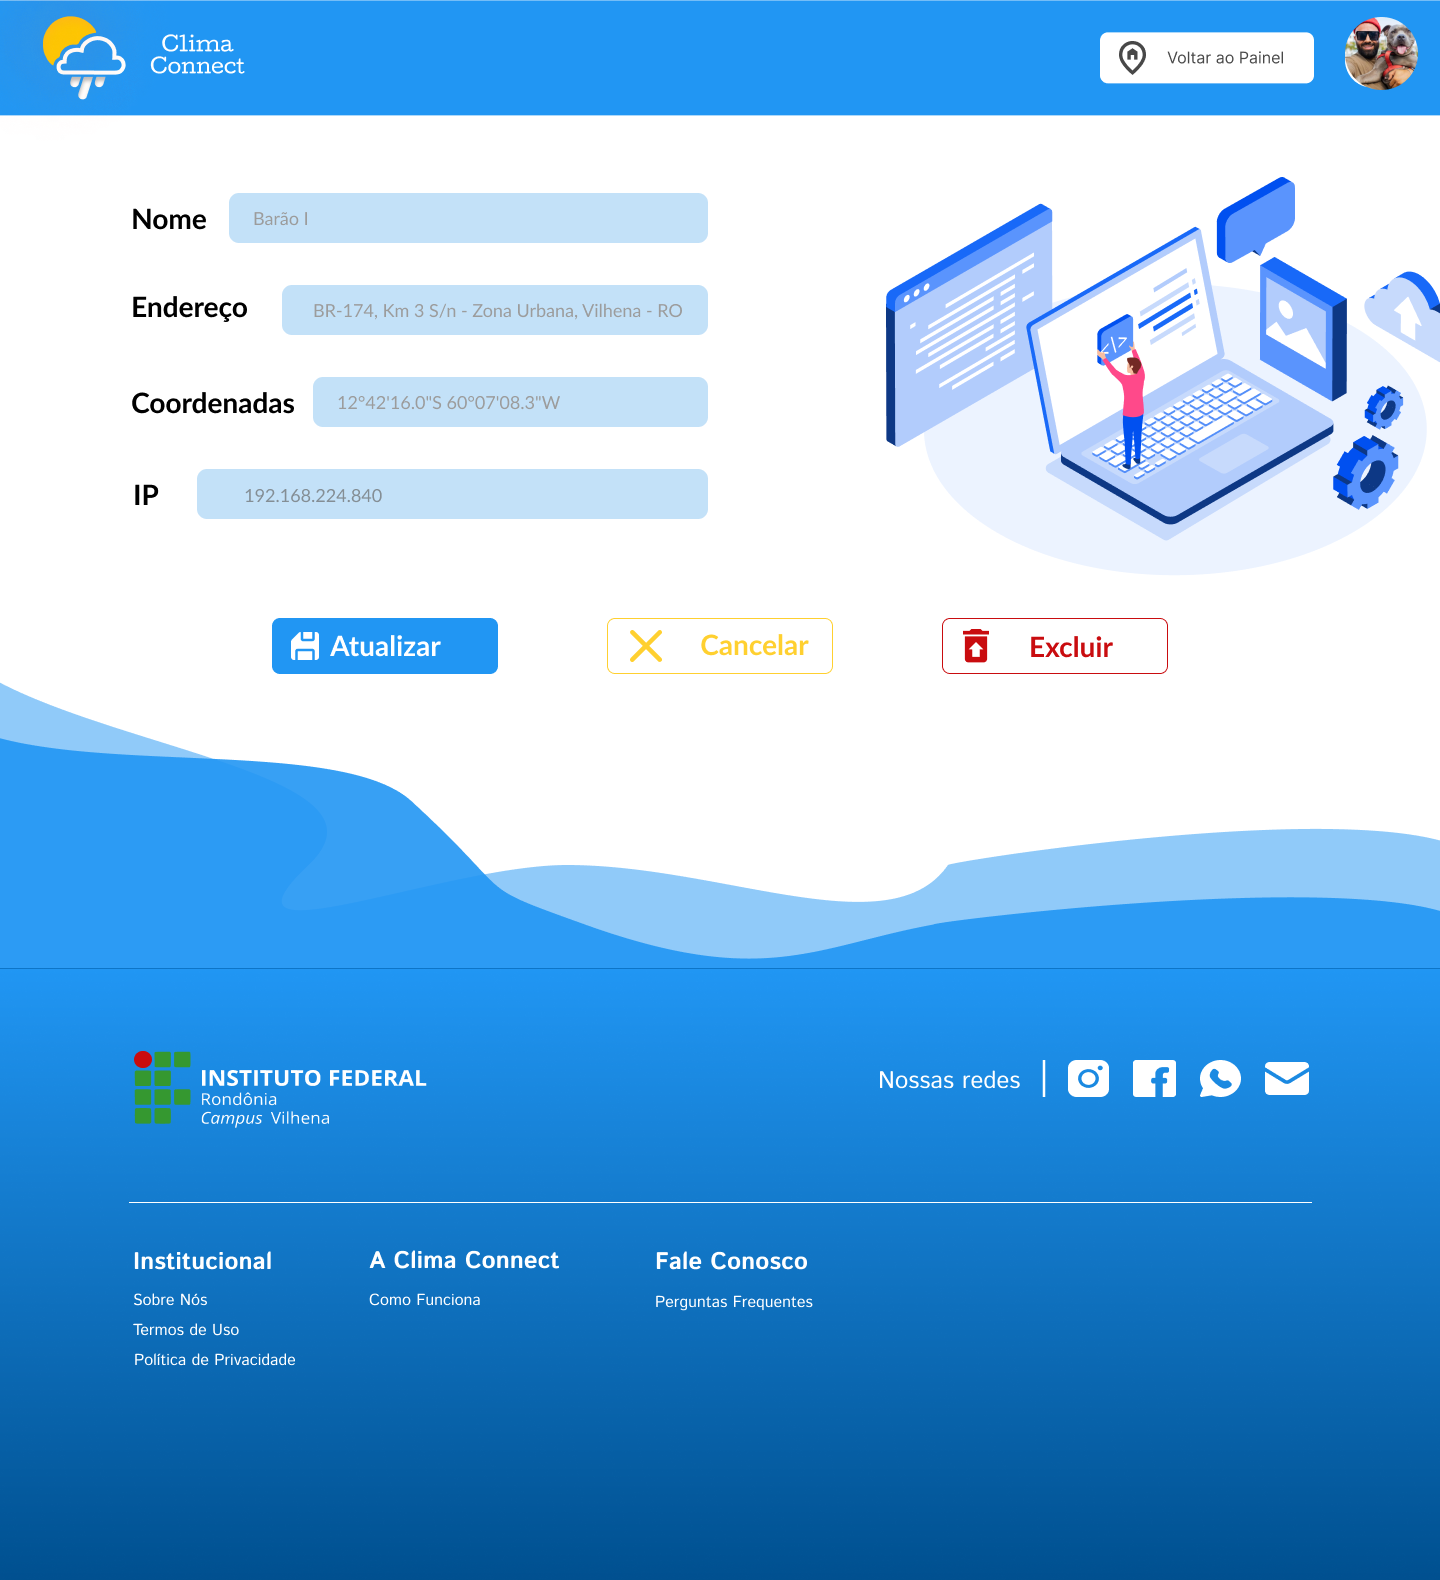 Clima
Connect
Voltar ao Painel
Nome
Barão I
Endereço
BR-174, Km 3 S/n - Zona Urbana, Vilhena - RO
Coordenadas
12°42'16.0"S 60°07'08.3"W
IP
192.168.224.840
</>
Atualizar
Cancelar
Excluir
INSTITUTO FEDERAL
Rondônia
Campus Vilhena
Nossas redes
Institucional
A Clima Connect
Fale Conosco
Sobre Nós
Como Funciona
Perguntas Frequentes
Termos de Uso
Política de Privacidade